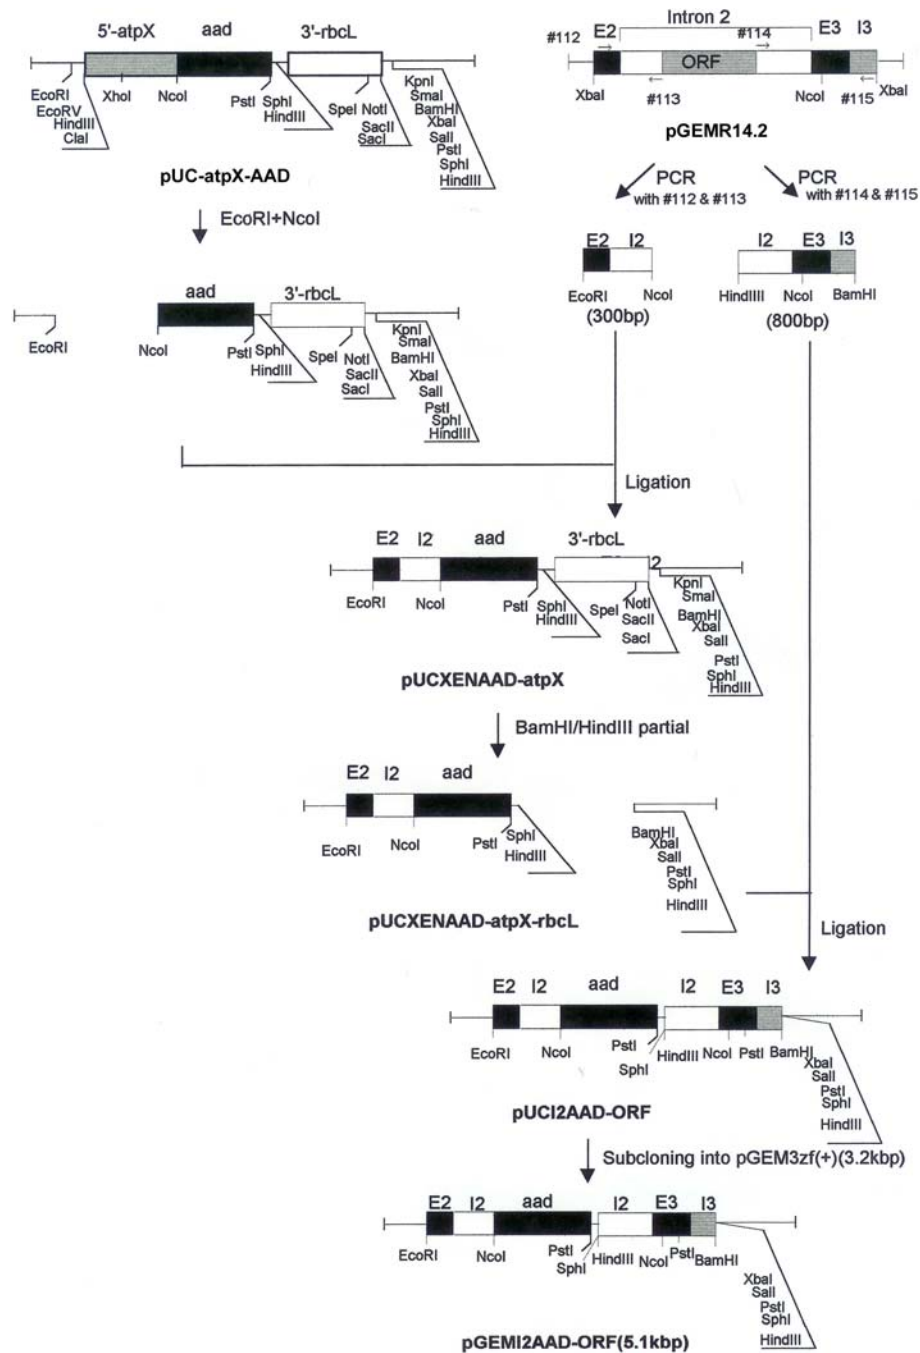 5'-atpX aad 3'-rbcL
EcoRI
EcoRV
HindIII
ClaI
XhoI
NcoI
PstI
SphI
HindIII
SpeI
NotI
SacII
SacI
KpnI
SmaI
BamHI
XbaI
SalI
PstI
SphI
HindIII
pUC-atpX-AAD
Intron 2
#112 E2 #114 E3 I3
ORF
XbaI #113 NcoI #115 XbaI
pGEMR14.2
PCR
with #112 & #113
PCR
with #114 & #115
EcoRI+NcoI
E2 I2
EcoRI NcoI
(300bp)
I2 E3 I3
HindIIII NcoI BamHI
(800bp)
aad 3'-rbcL
EcoRI
NcoI
PstI
SphI
HindIII
SpeI
NotI
SacII
SacI
KpnI
SmaI
BamHI
XbaI
SalI
PstI
SphI
HindIII
Ligation
E2 I2 aad 3'-rbcL
2
EcoRI
NcoI
PstI
SphI
HindIII
SpeI
NotI
SacII
SacI
KpnI
SmaI
BamHI
XbaI
SalI
PstI
SphI
HindIII
pUCXENAAD-atpX
BamHI/HindIII partial
E2 I2 aad
EcoRI
NcoI
PstI
SphI
HindIII
BamHI
XbaI
SalI
PstI
SphI
HindIII
pUCXENAAD-atpX-rbcL
Ligation
E2 I2 aad I2 E3 I3
EcoRI
NcoI
PstI
SphI
HindIII
NcoI
PstI
BamHI
XbaI
SalI
PstI
SphI
HindIII
pUCI2AAD-ORF
Subcloning into pGEM3zf(+)(3.2kbp)
E2 I2 aad I2 E3 I3
EcoRI
NcoI
PstI
SphI
HindIII
NcoI
PstI
BamHI
XbaI
SalI
PstI
SphI
HindIII
pGEMI2AAD-ORF(5.1kbp)